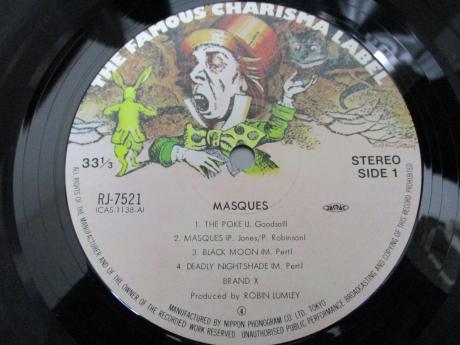 THE FAMOUS CHARISMA LABEL
33⅓
STEREO
SIDE 1
RJ-7521
(CAS-1138-A)
MASQUES
1. THE POKE (J. Goodsall)
2. MASQUES (P. Jones/P. Robinson)
3. BLACK MOON (M. Pert)
4. DEADLY NIGHTSHADE (M. Pert)
BRAND X
Produced by ROBIN LUMLEY
4
MANUFACTURED BY NIPPON PHONOGRAM CO. LTD. TOKYO
ALL RIGHTS OF THE MANUFACTURER AND OF THE OWNER OF THE RECORDED WORK RESERVED. UNAUTHORISED PUBLIC PERFORMANCE BROADCASTING AND COPYING OF THIS RECORD PROHIBITED